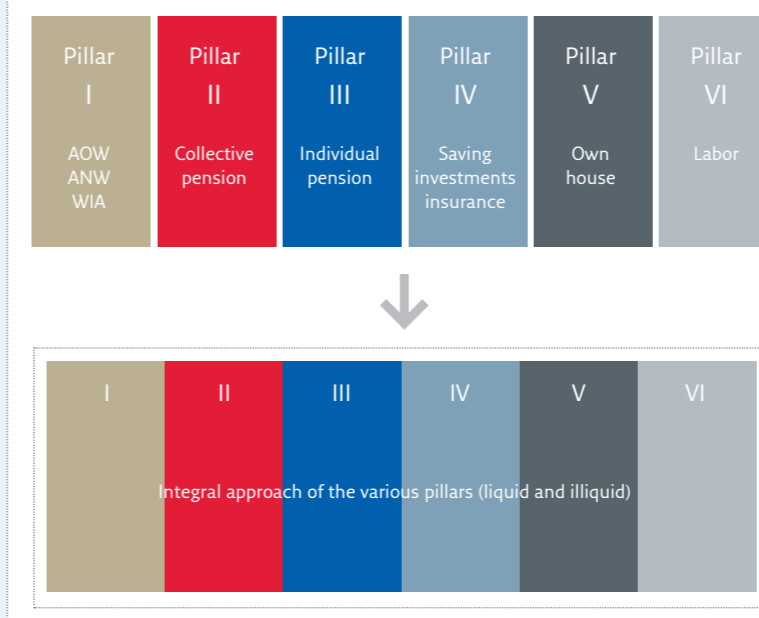 Pillar
I
AOW
ANW
WIA
Pillar
II
Collective
pension
Pillar
III
Individual
pension
Pillar
IV
Saving
investments
insurance
Pillar
V
Own
house
Pillar
VI
Labor
I II III IV V VI
Integral approach of the various pillars (liquid and illiquid)